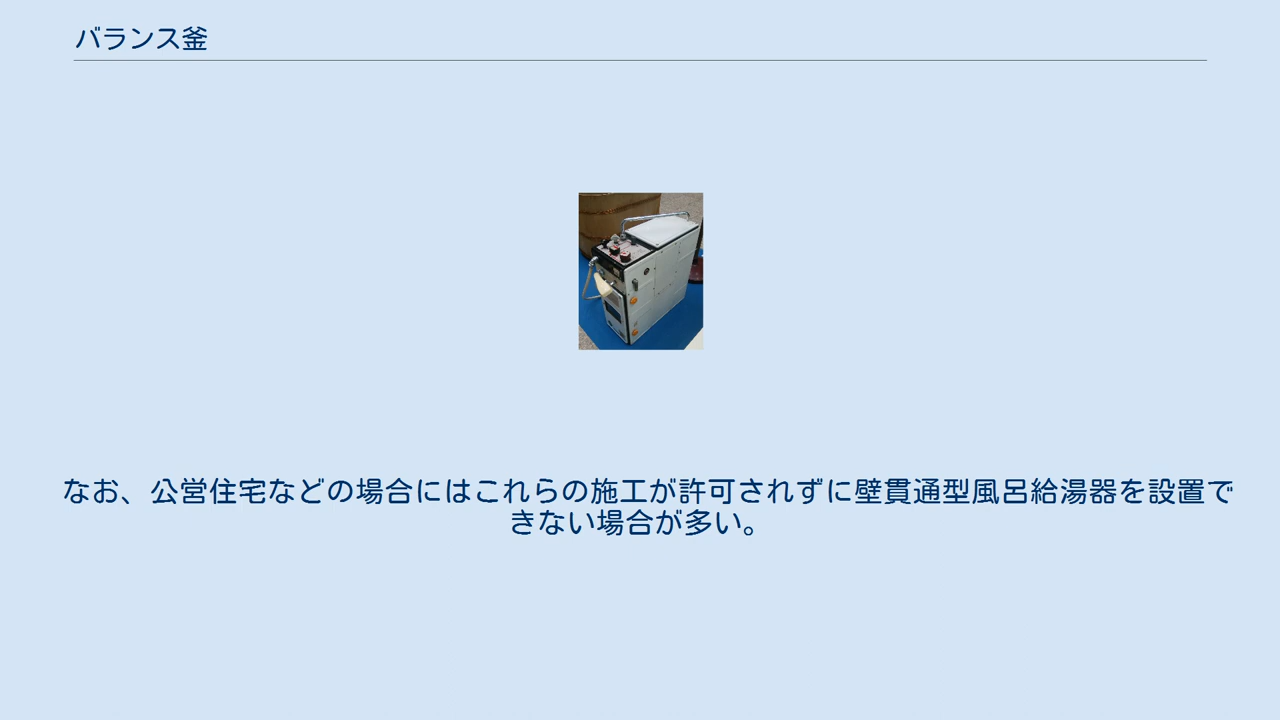 バランス釜
なお、公営住宅などの場合にはこれらの施工が許可されずに壁貫通型風呂給湯器を設置で
きない場合が多い。